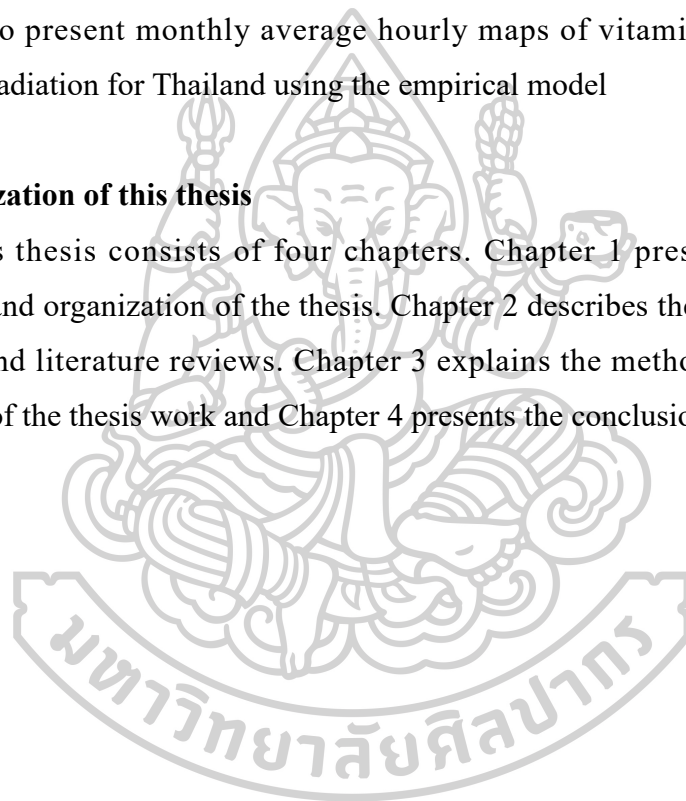 o present monthly average hourly maps of vitami
adiation for Thailand using the empirical model
zation of this thesis
s thesis consists of four chapters. Chapter 1 pres
and organization of the thesis. Chapter 2 describes the
nd literature reviews. Chapter 3 explains the metho
of the thesis work and Chapter 4 presents the conclusio
มหาวิทยาลัยศิลปากร